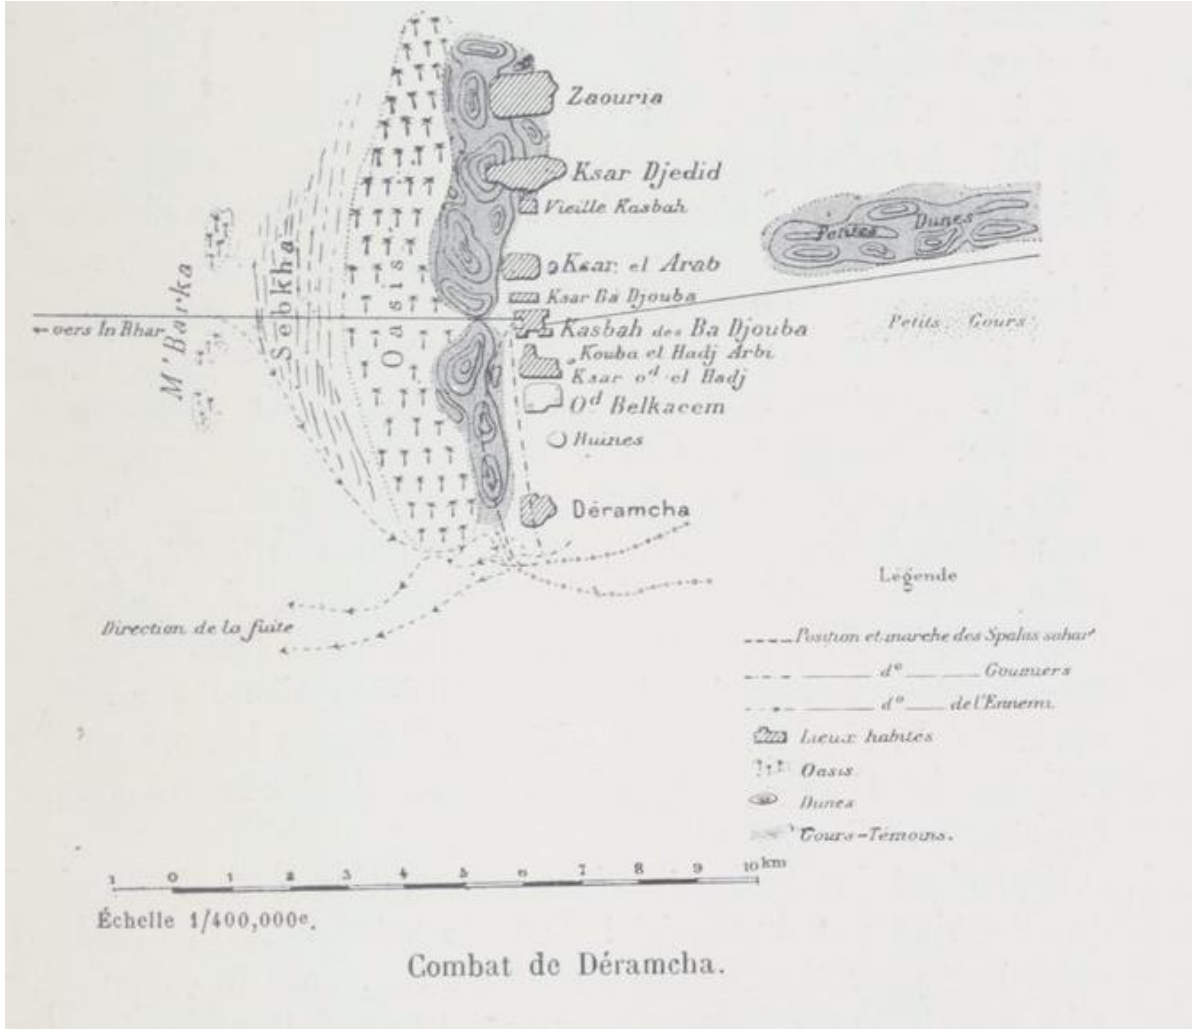 Zaouria
Ksar Djedid
Vieille Kasbah
Ksar el Arab
Ksar Ba Djouba
Kasbah des Ba Djouba
Kouba el Hadj Arbi
Ksar od el Hadj
Od Belkacem
Ruines
Déramcha
Petites Dunes
Petits Gours
← vers In Bhar
M'Barka
Sebkha
Oasis
Direction de la fuite
Légende
Position et marche des Spahis sahar
do Goumiers
do de l'Ennemi.
Lieux habités
Oasis
Dunes
Gours-Témoins.
1 0 1 2 3 4 5 6 7 8 9 10 km
Échelle 1/400,000e.
Combat de Déramcha.